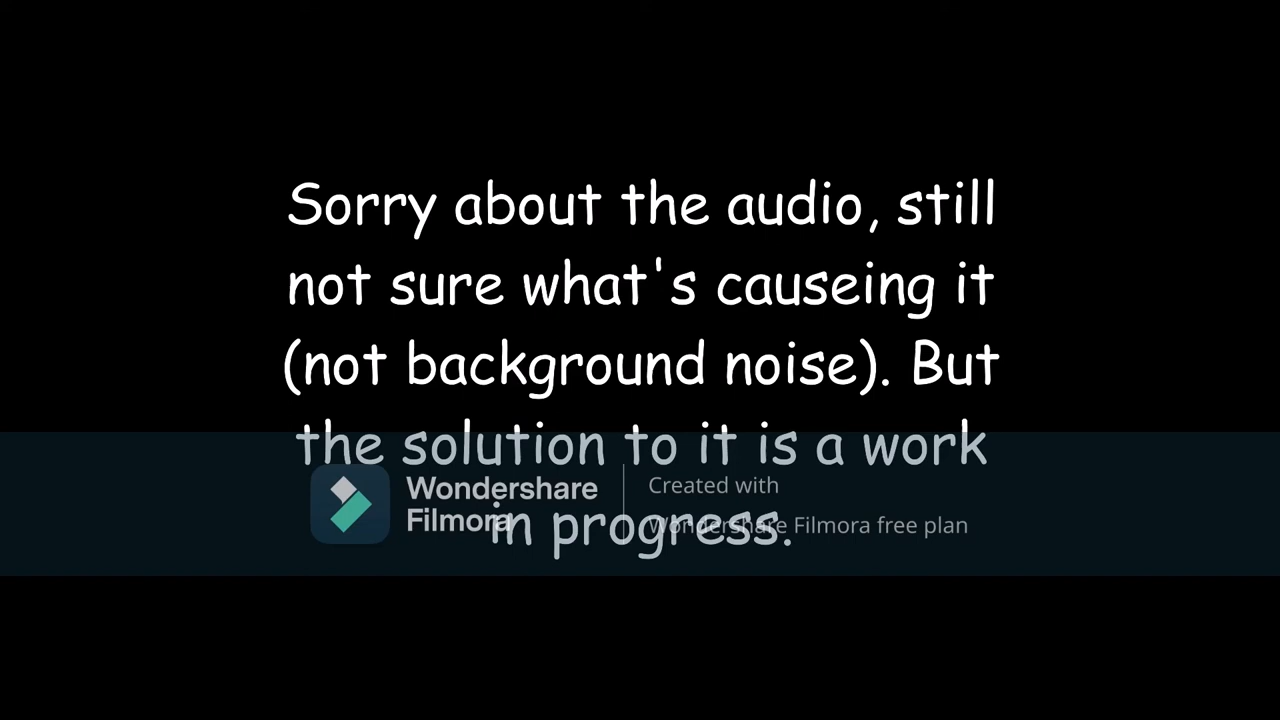 Sorry about the audio, still
not sure what's causeing it
(not background noise). But
the solution to it is a work
in progress.
Wondershare
Filmora
Created with
Wondershare Filmora free plan